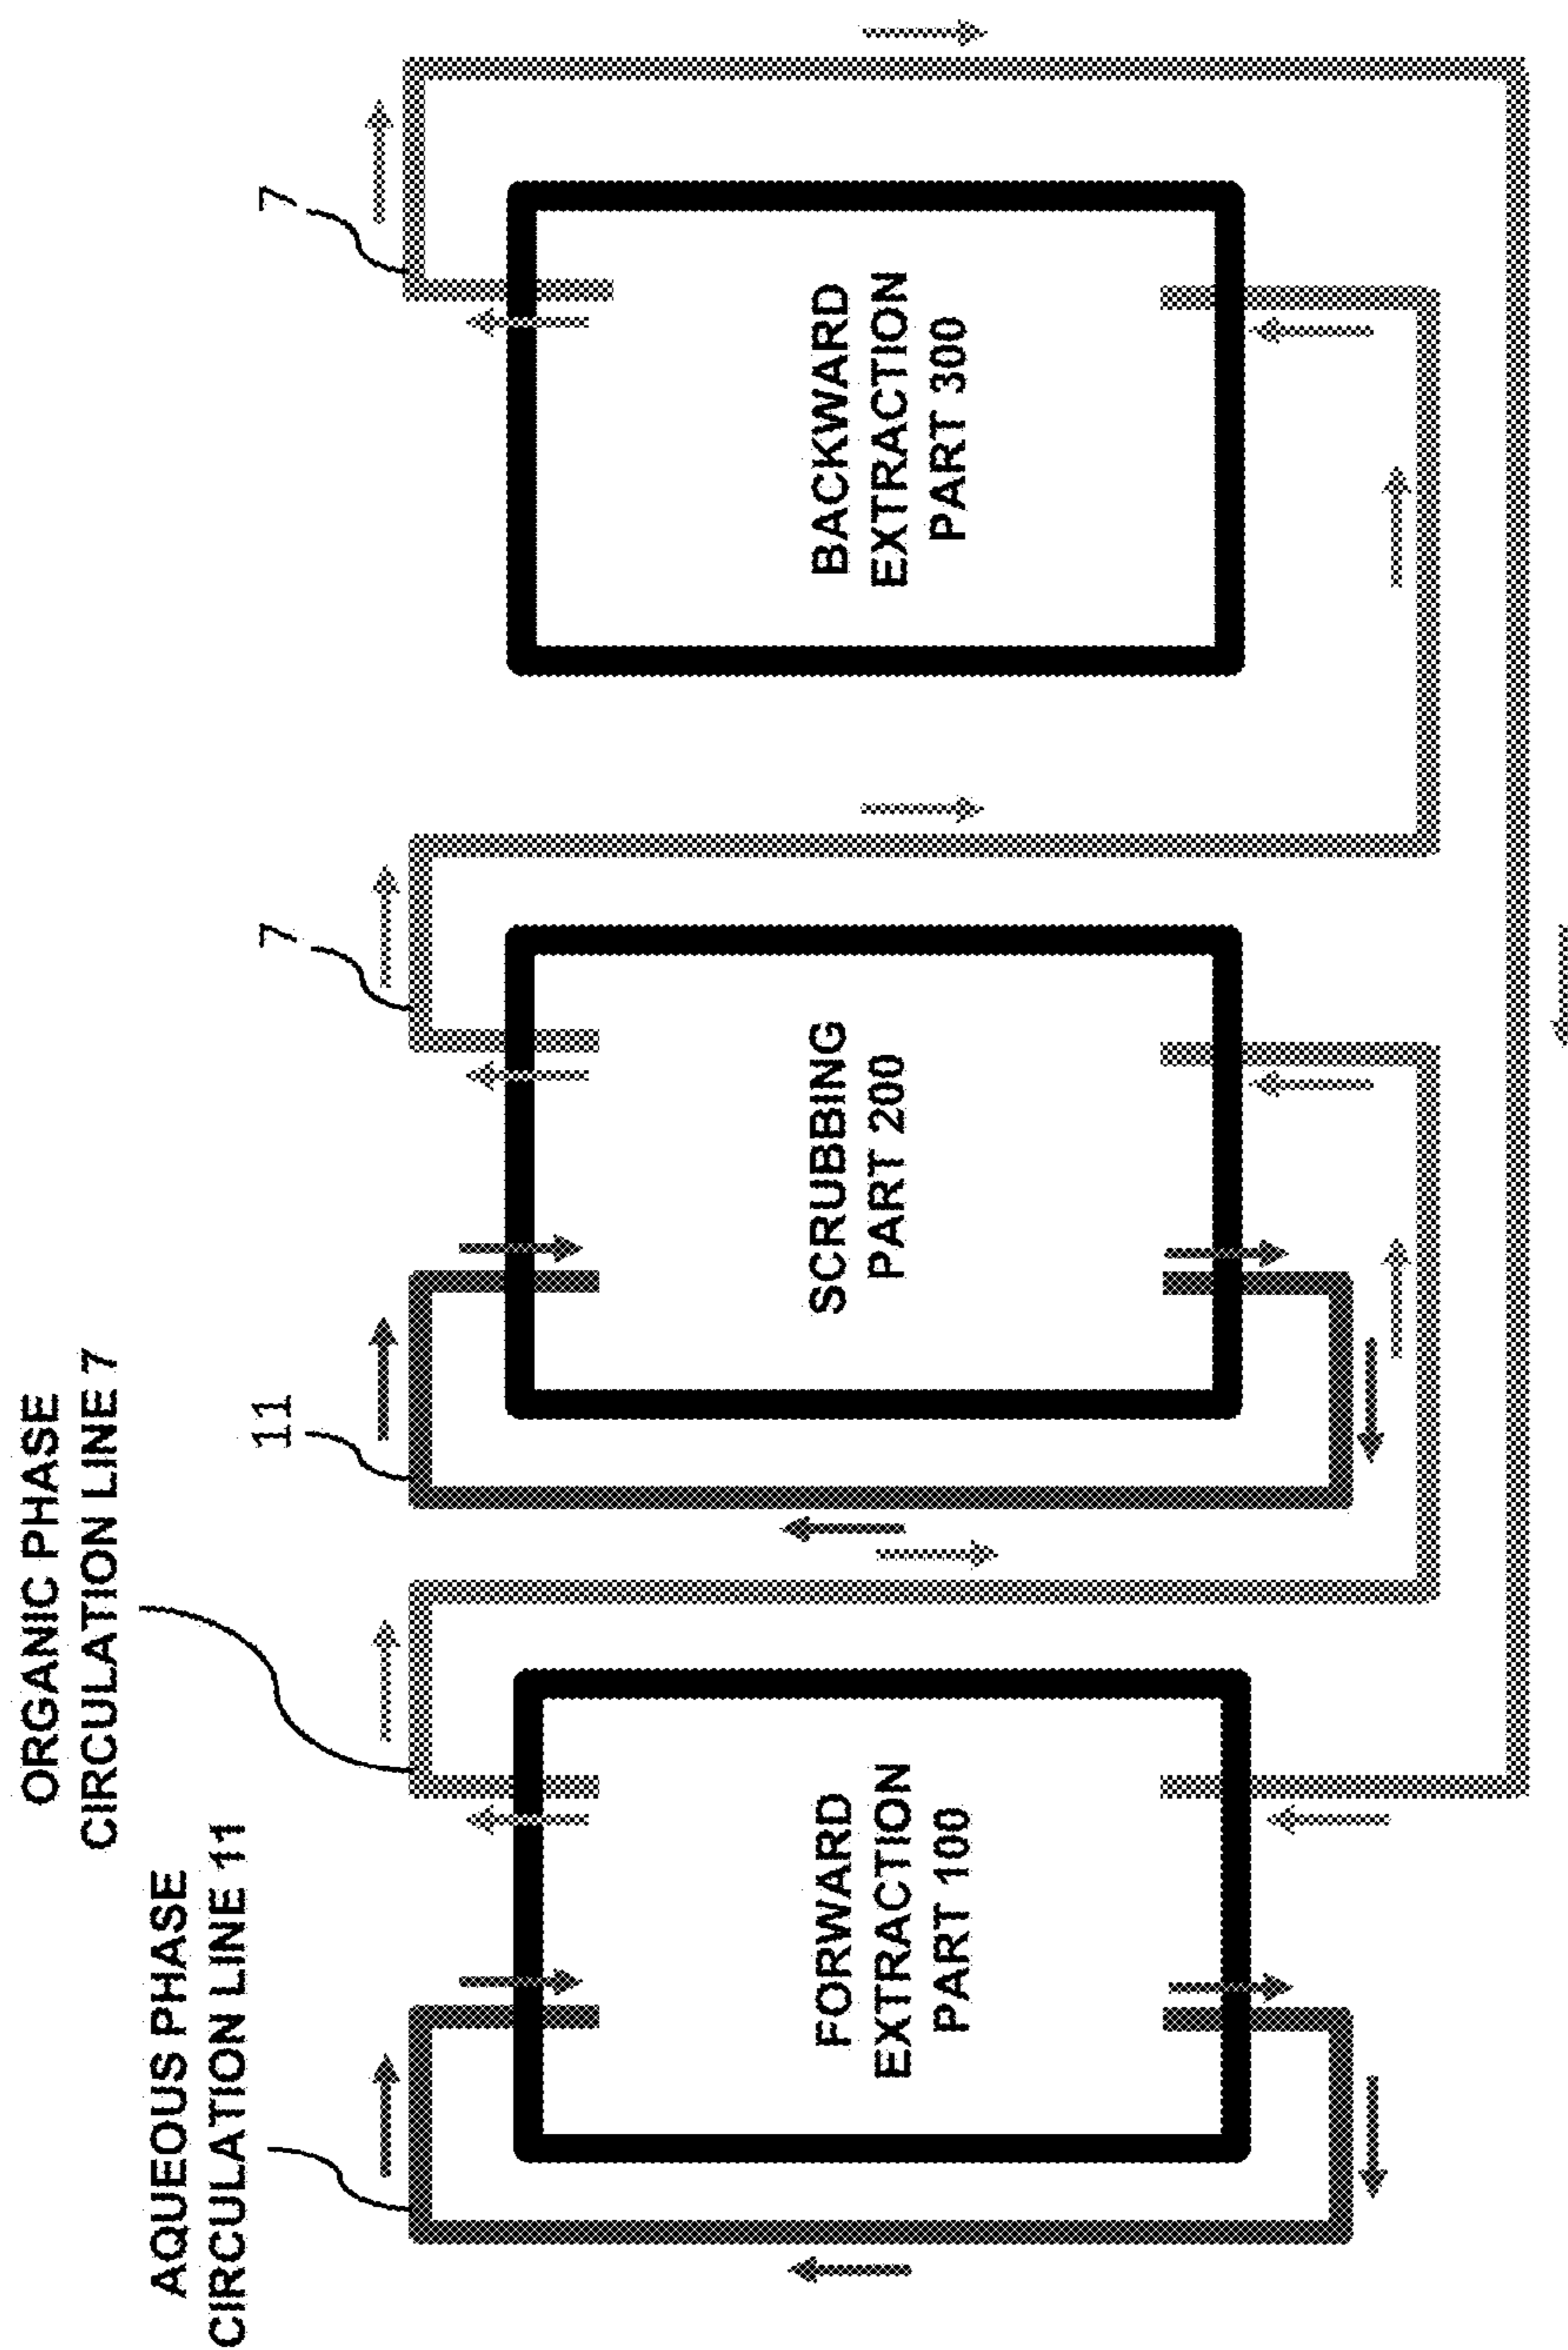 ORGANIC PHASE
CIRCULATION LINE 7
AQUEOUS PHASE
CIRCULATION LINE 11
11
7
7
FORWARD
EXTRACTION
PART 100
SCRUBBING
PART 200
BACKWARD
EXTRACTION
PART 300